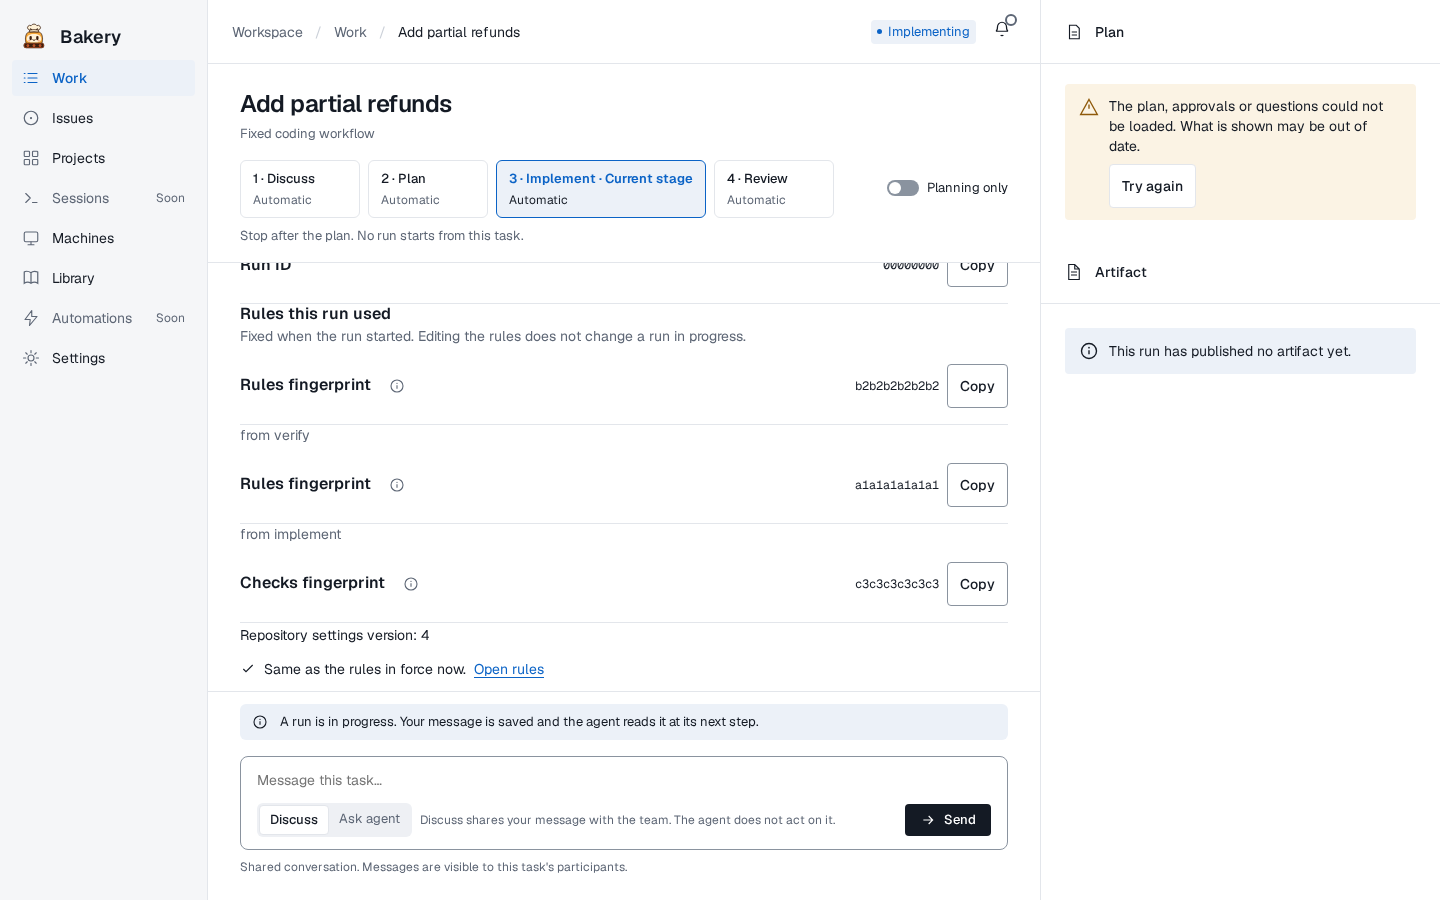 Bakery
Work
Issues
Projects
Sessions Soon
Machines
Library
Automations Soon
Settings
Workspace / Work / Add partial refunds
Implementing
Add partial refunds
Fixed coding workflow
1 · Discuss
Automatic
2 · Plan
Automatic
3 · Implement · Current stage
Automatic
4 · Review
Automatic
Planning only
Stop after the plan. No run starts from this task.
Run ID 00000000 Copy
Rules this run used
Fixed when the run started. Editing the rules does not change a run in progress.
Rules fingerprint b2b2b2b2b2b2 Copy
from verify
Rules fingerprint a1a1a1a1a1a1 Copy
from implement
Checks fingerprint c3c3c3c3c3c3 Copy
Repository settings version: 4
Same as the rules in force now. Open rules
A run is in progress. Your message is saved and the agent reads it at its next step.
Message this task…
Discuss Ask agent Discuss shares your message with the team. The agent does not act on it. Send
Shared conversation. Messages are visible to this task's participants.
Plan
The plan, approvals or questions could not
be loaded. What is shown may be out of
date.
Try again
Artifact
This run has published no artifact yet.